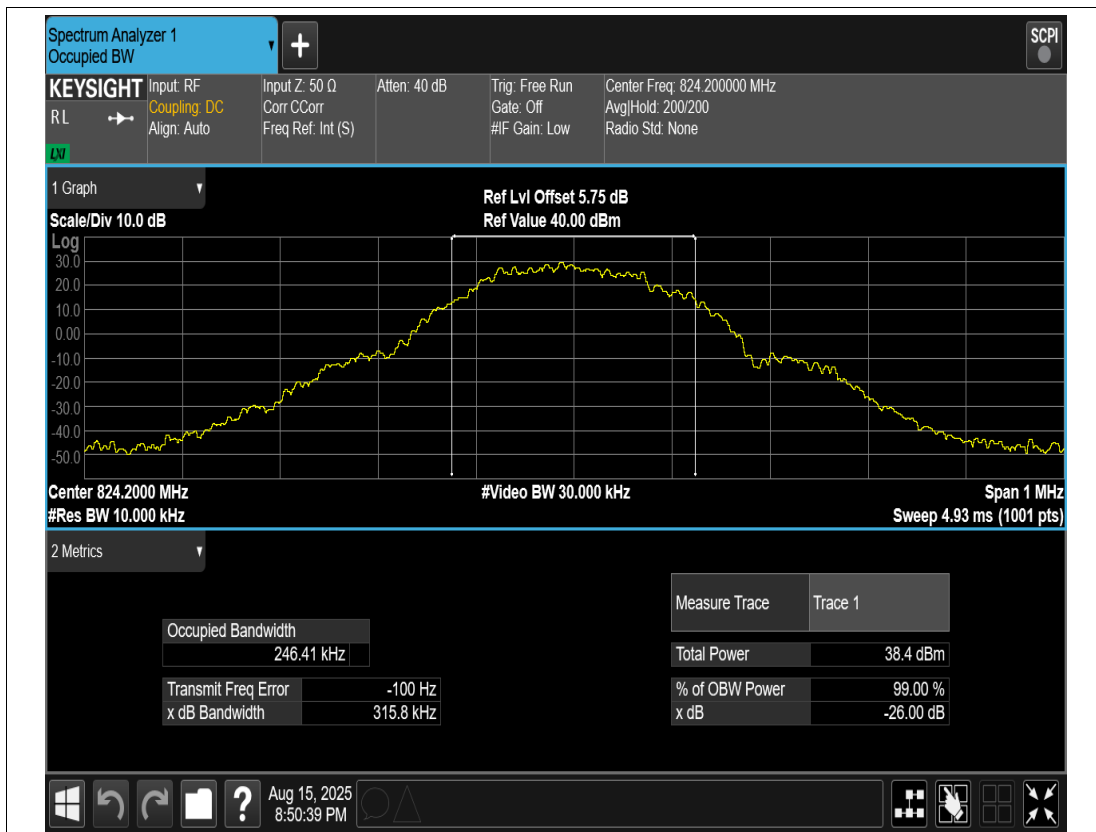 Spectrum Analyzer 1
Occupied BW
+
SCPI
KEYSIGHT
RL
LXI
Input: RF
Coupling: DC
Align: Auto
Input Z: 50 Ω
Corr CCorr
Freq Ref: Int (S)
Atten: 40 dB
Trig: Free Run
Gate: Off
#IF Gain: Low
Center Freq: 824.200000 MHz
Avg|Hold: 200/200
Radio Std: None
1 Graph
Scale/Div 10.0 dB
Ref Lvl Offset 5.75 dB
Ref Value 40.00 dBm
Log
30.0
20.0
10.0
0.00
-10.0
-20.0
-30.0
-40.0
-50.0
Center 824.2000 MHz
#Video BW 30.000 kHz
Span 1 MHz
#Res BW 10.000 kHz
Sweep 4.93 ms (1001 pts)
2 Metrics
Measure Trace Trace 1
Occupied Bandwidth
246.41 kHz
Total Power 38.4 dBm
Transmit Freq Error -100 Hz
% of OBW Power 99.00 %
x dB Bandwidth 315.8 kHz
x dB -26.00 dB
?
Aug 15, 2025
8:50:39 PM